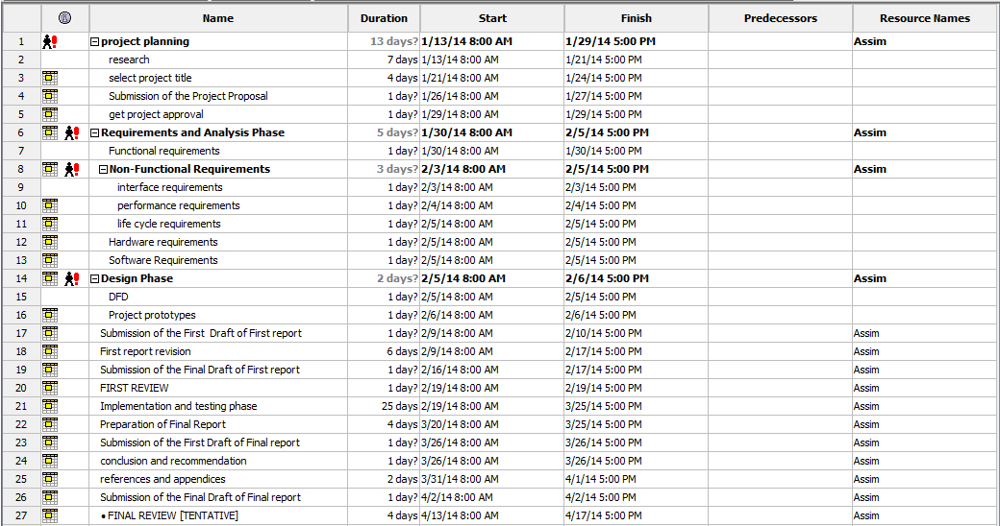 Name Duration Start Finish Predecessors Resource Names
1 project planning 13 days? 1/13/14 8:00 AM 1/29/14 5:00 PM Assim
2 research 7 days 1/13/14 8:00 AM 1/21/14 5:00 PM
3 select project title 4 days 1/21/14 8:00 AM 1/24/14 5:00 PM
4 Submission of the Project Proposal 1 day? 1/26/14 8:00 AM 1/27/14 5:00 PM
5 get project approval 1 day? 1/29/14 8:00 AM 1/29/14 5:00 PM
6 Requirements and Analysis Phase 5 days? 1/30/14 8:00 AM 2/5/14 5:00 PM Assim
7 Functional requirements 1 day? 1/30/14 8:00 AM 1/30/14 5:00 PM
8 Non-Functional Requirements 3 days? 2/3/14 8:00 AM 2/5/14 5:00 PM Assim
9 interface requirements 1 day? 2/3/14 8:00 AM 2/3/14 5:00 PM
10 performance requirements 1 day? 2/4/14 8:00 AM 2/4/14 5:00 PM
11 life cycle requirements 1 day? 2/5/14 8:00 AM 2/5/14 5:00 PM
12 Hardware requirements 1 day? 2/5/14 8:00 AM 2/5/14 5:00 PM
13 Software Requirements 1 day? 2/5/14 8:00 AM 2/5/14 5:00 PM
14 Design Phase 2 days? 2/5/14 8:00 AM 2/6/14 5:00 PM Assim
15 DFD 1 day? 2/5/14 8:00 AM 2/5/14 5:00 PM
16 Project prototypes 1 day? 2/6/14 8:00 AM 2/6/14 5:00 PM
17 Submission of the First Draft of First report 1 day? 2/9/14 8:00 AM 2/10/14 5:00 PM Assim
18 First report revision 6 days 2/9/14 8:00 AM 2/17/14 5:00 PM Assim
19 Submission of the Final Draft of First report 1 day? 2/16/14 8:00 AM 2/17/14 5:00 PM Assim
20 FIRST REVIEW 1 day? 2/19/14 8:00 AM 2/19/14 5:00 PM Assim
21 Implementation and testing phase 25 days 2/19/14 8:00 AM 3/25/14 5:00 PM Assim
22 Preparation of Final Report 4 days 3/20/14 8:00 AM 3/25/14 5:00 PM Assim
23 Submission of the First Draft of Final report 1 day? 3/26/14 8:00 AM 3/26/14 5:00 PM Assim
24 conclusion and recommendation 1 day? 3/26/14 8:00 AM 3/26/14 5:00 PM Assim
25 references and appendices 2 days 3/31/14 8:00 AM 4/1/14 5:00 PM Assim
26 Submission of the Final Draft of Final report 1 day? 4/2/14 8:00 AM 4/2/14 5:00 PM Assim
27 • FINAL REVIEW [TENTATIVE] 4 days 4/13/14 8:00 AM 4/17/14 5:00 PM Assim